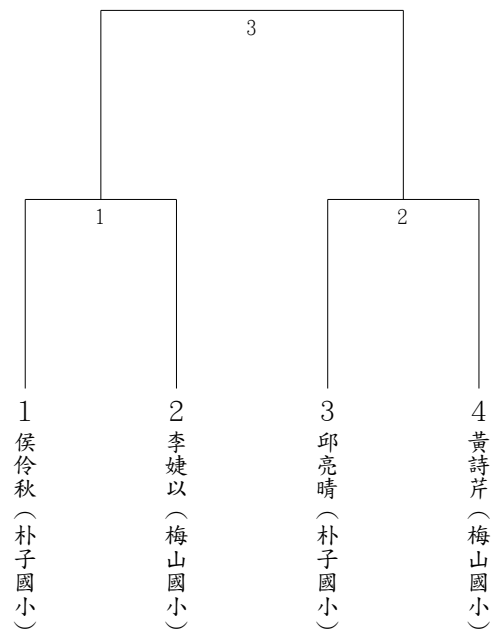 3
1
2
1 侯伶秋（朴子國小）
2 李婕以（梅山國小）
3 邱亮晴（朴子國小）
4 黃詩芹（梅山國小）